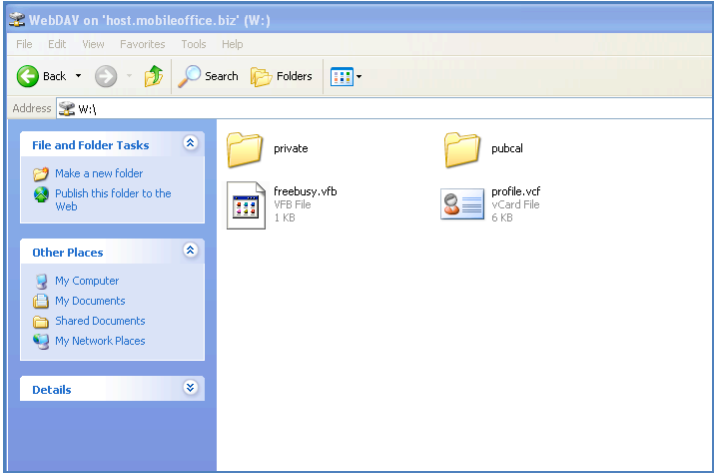 WebDAV on 'host.mobileoffice.biz' (W:)
File Edit View Favorites Tools Help
Back Search Folders
Address W:\
File and Folder Tasks
Make a new folder
Publish this folder to the
Web
Other Places
My Computer
My Documents
Shared Documents
My Network Places
Details
private
pubcal
freebusy.vfb
VFB File
1 KB
profile.vcf
vCard File
6 KB